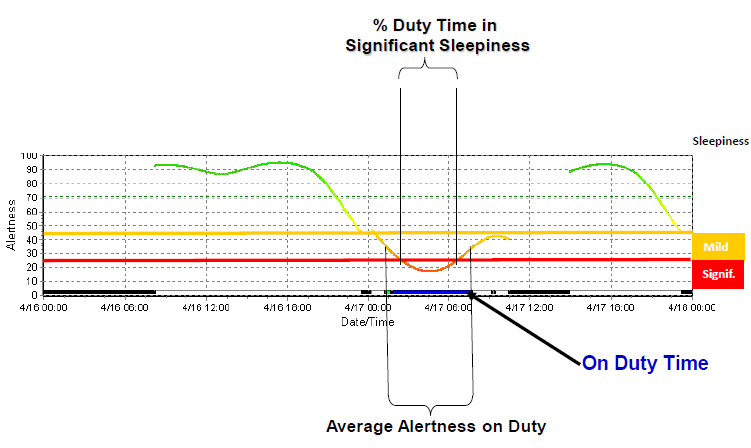 % Duty Time in
Significant Sleepiness
Sleepiness
Alertness
100
90
80
70
60
50
40
30
20
10
0
Mild
Signif.
4/16 00:00 4/16 06:00 4/16 12:00 4/16 18:00 4/17 00:00 4/17 06:00 4/17 12:00 4/17 18:00 4/18 00:00
Date/Time
On Duty Time
Average Alertness on Duty